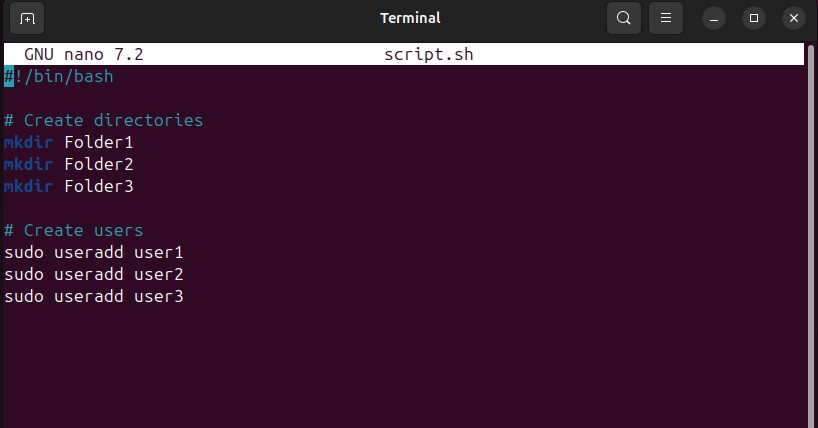 Terminal
GNU nano 7.2 script.sh
#!/bin/bash
# Create directories
mkdir Folder1
mkdir Folder2
mkdir Folder3
# Create users
sudo useradd user1
sudo useradd user2
sudo useradd user3